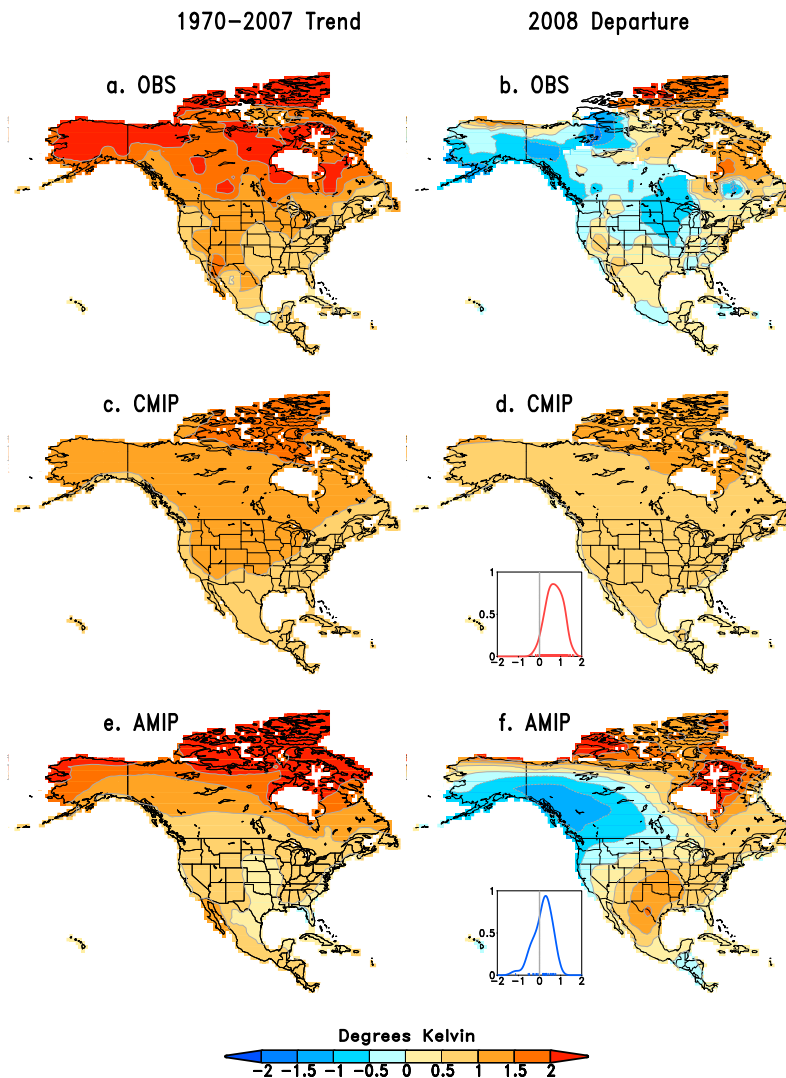 1970−2007 Trend
2008 Departure
a. OBS
b. OBS
c. CMIP
d. CMIP
1
0.5
0
−2 −1 0 1 2
e. AMIP
f. AMIP
1
0.5
0
−2 −1 0 1 2
Degrees Kelvin
−2 −1.5 −1 −0.5 0 0.5 1 1.5 2